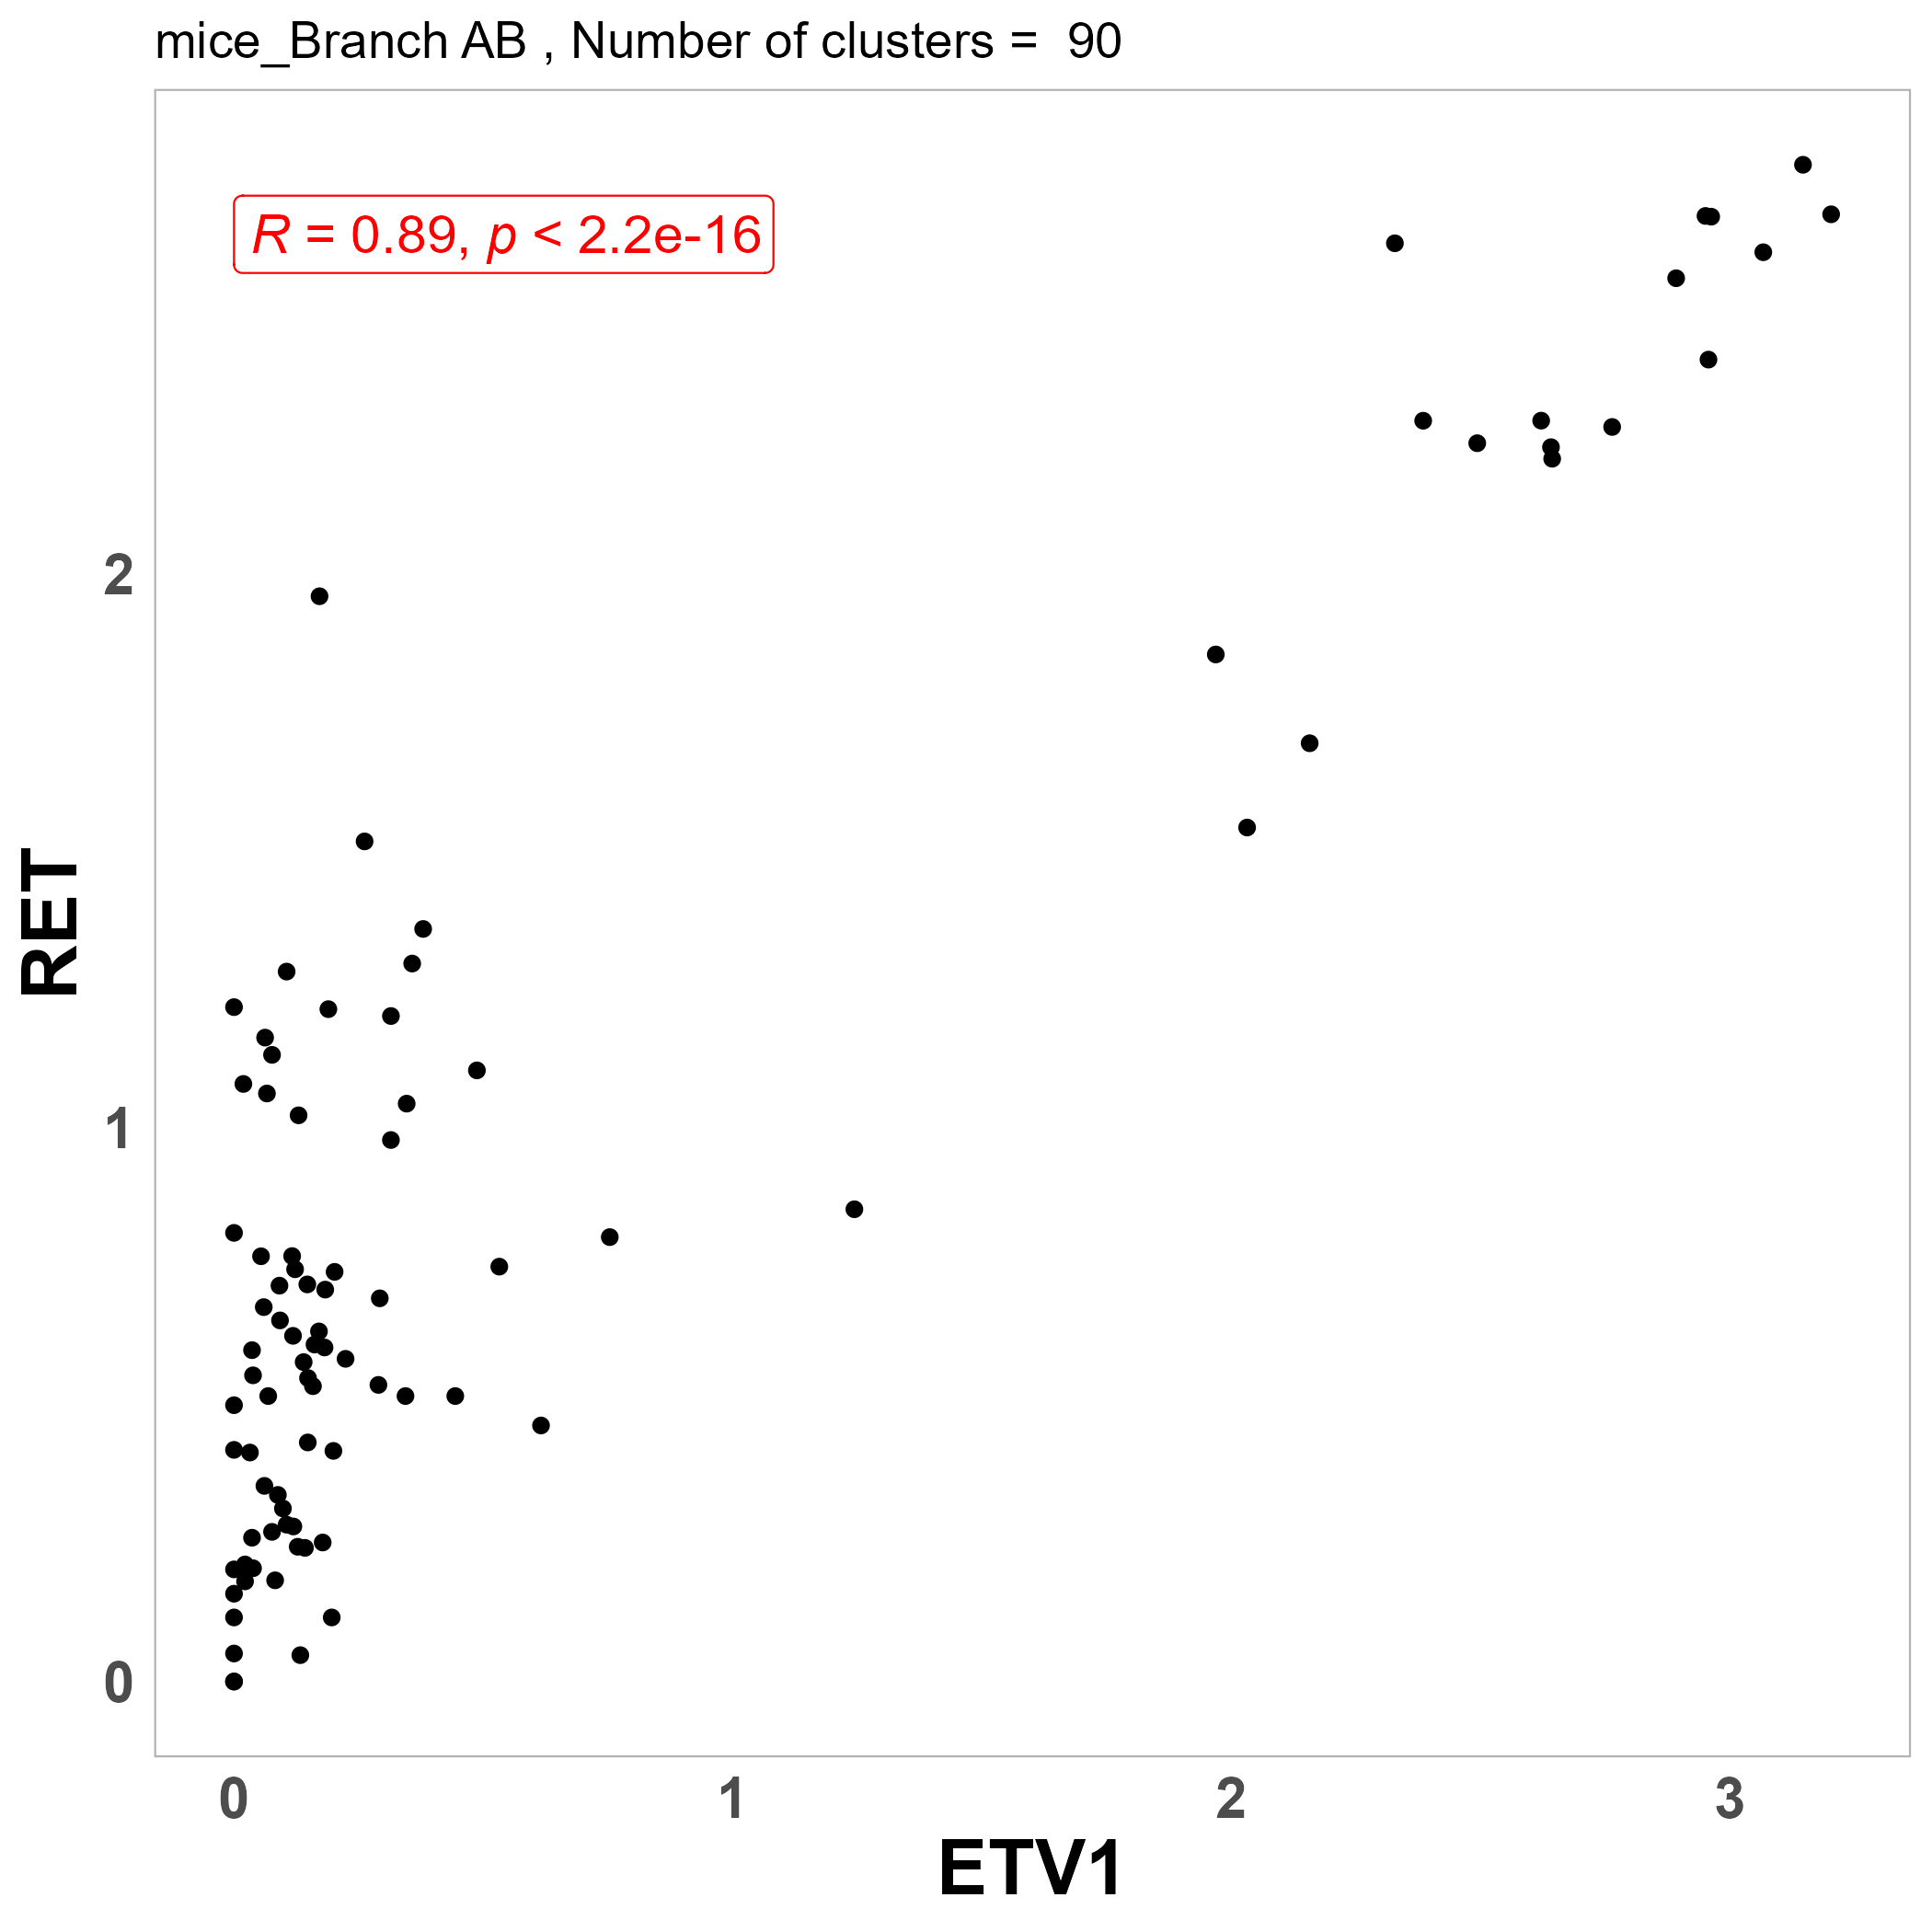 mice_Branch AB , Number of clusters =  90
R = 0.89, p < 2.2e-16
2
1
0
RET
0 1 2 3
ETV1